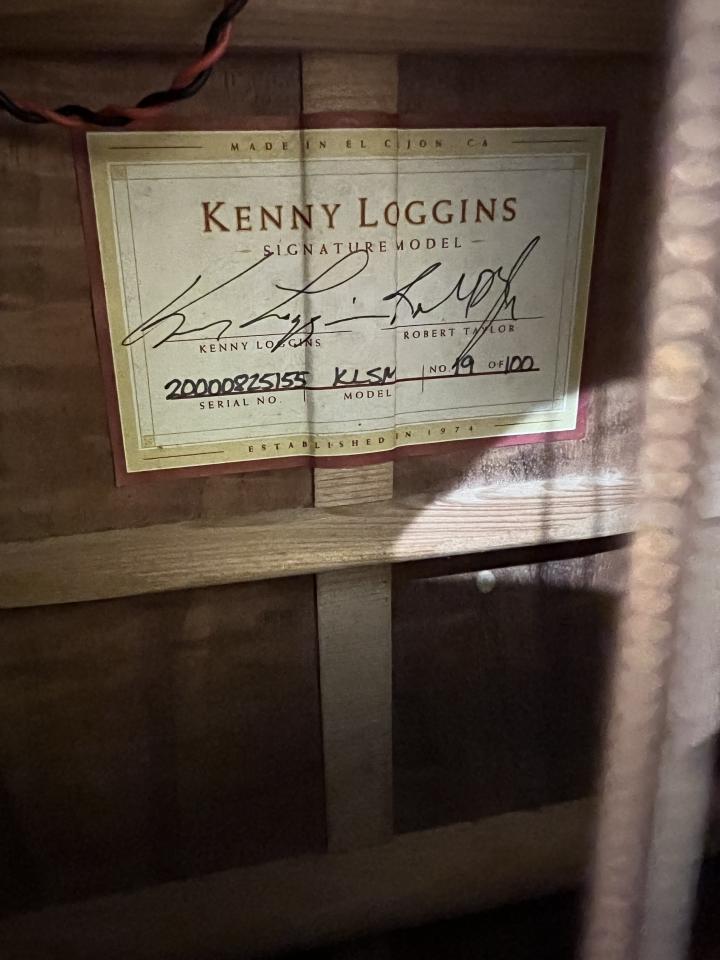 MADE IN EL CAJON, CA
KENNY LOGGINS
SIGNATURE MODEL
KENNY LOGGINS ROBERT TAYLOR
20000825155 KLSM NO. 19 OF 100
SERIAL NO. MODEL
ESTABLISHED IN 1974